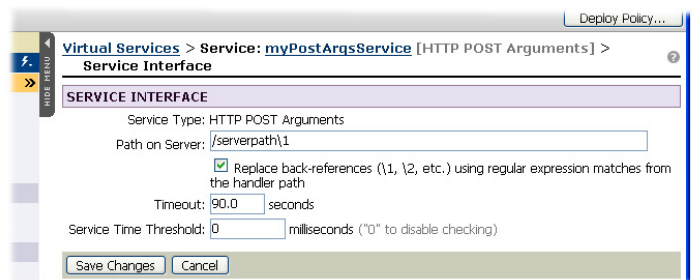 Deploy Policy...
Virtual Services > Service: myPostArgsService [HTTP POST Arguments] >
Service Interface
HIDE MENU
SERVICE INTERFACE
Service Type: HTTP POST Arguments
Path on Server: /serverpath\1
Replace back-references (\1, \2, etc.) using regular expression matches from
the handler path
Timeout: 90.0 seconds
Service Time Threshold: 0 milliseconds ("0" to disable checking)
Save Changes Cancel